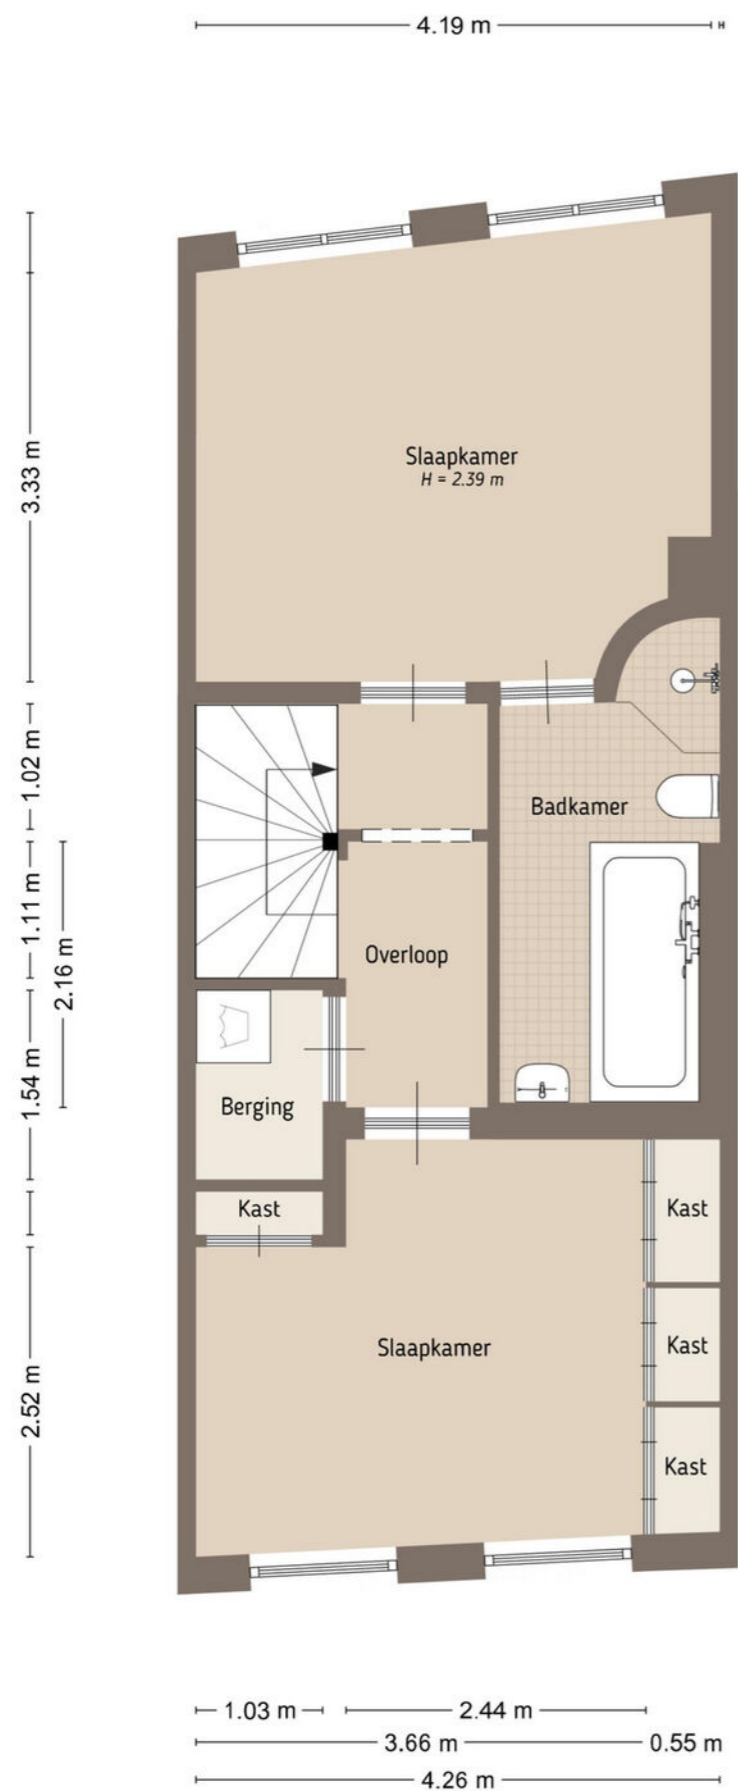 4.19 m
Slaapkamer
H = 2.39 m
3.33 m
1.02 m
Badkamer
1.11 m
2.16 m
Overloop
1.54 m
Berging
Kast
Kast
Slaapkamer
Kast
2.52 m
Kast
1.03 m
2.44 m
3.66 m
0.55 m
4.26 m